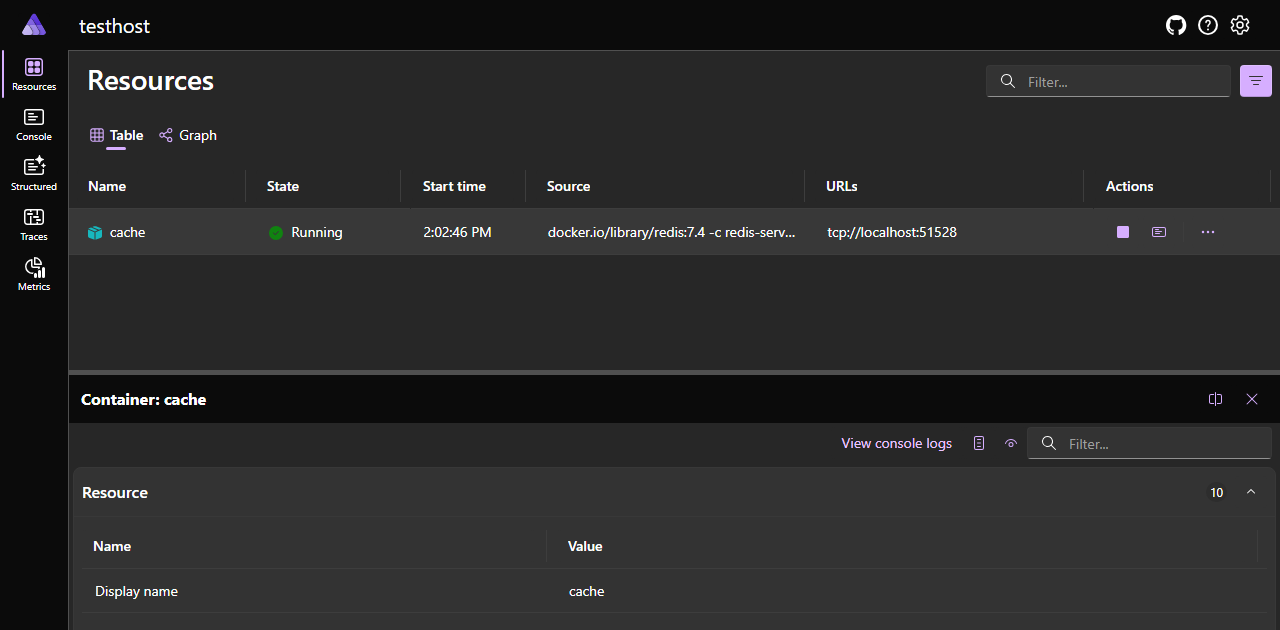 testhost
Resources
Console
Structured
Traces
Metrics
Resources
Filter...
Table Graph
Name State Start time Source URLs Actions
cache Running 2:02:46 PM docker.io/library/redis:7.4 -c redis-serv... tcp://localhost:51528
Container: cache
View console logs Filter...
Resource 10
Name Value
Display name cache